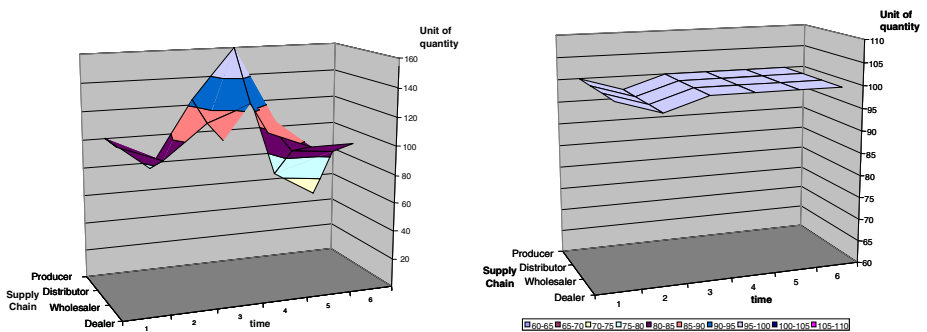 Unit of
quantity
160
140
120
100
80
60
40
20
Producer
Distributor
Wholesaler
Dealer
Supply
Chain
1
2
3
4
5
6
time
Unit of
quantity
110
105
100
95
90
85
80
75
70
65
60
Producer
Distributor
Wholesaler
Dealer
Supply
Chain
1
2
3
4
5
6
time
60-65 65-70 70-75 75-80 80-85 85-90 90-95 95-100 100-105 105-110